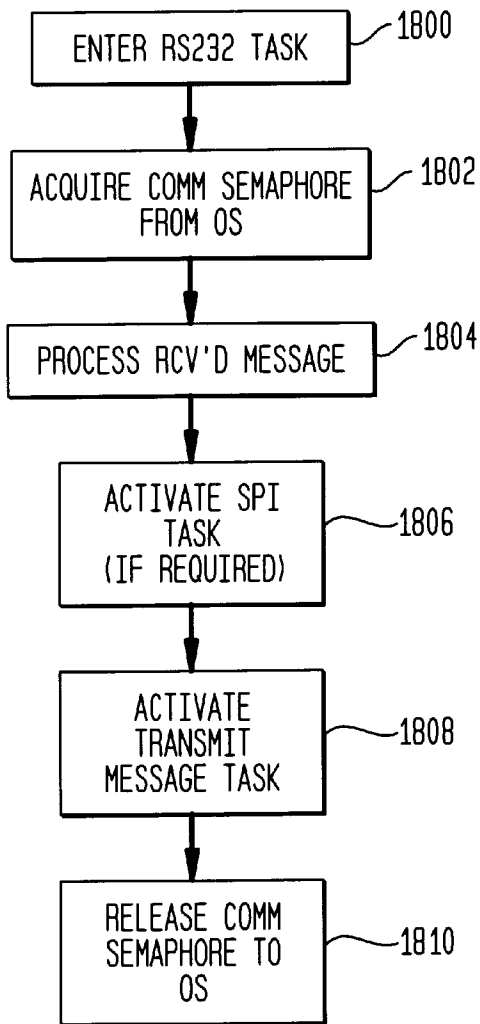 ENTER RS232 TASK
1800
ACQUIRE COMM SEMAPHORE
FROM OS
1802
PROCESS RCV'D MESSAGE
1804
ACTIVATE SPI
TASK
(IF REQUIRED)
1806
ACTIVATE
TRANSMIT
MESSAGE TASK
1808
RELEASE COMM
SEMAPHORE TO
OS
1810